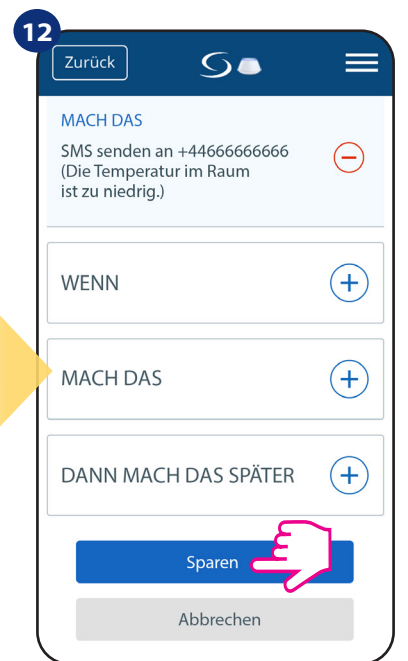 12
Zurück
MACH DAS
SMS senden an +44666666666
(Die Temperatur im Raum
ist zu niedrig.)
WENN
MACH DAS
DANN MACH DAS SPÄTER
Sparen
Abbrechen